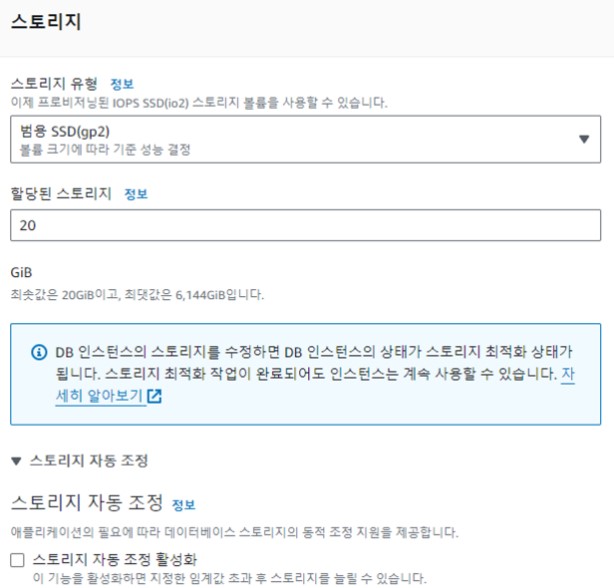 스토리지
스토리지 유형 정보
이제 프로비저닝된 IOPS SSD(io2) 스토리지 볼륨을 사용할 수 있습니다.
범용 SSD(gp2)
볼륨 크기에 따라 기준 성능 결정
할당된 스토리지 정보
20
GiB
최솟값은 20GiB이고, 최댓값은 6,144GiB입니다.
DB 인스턴스의 스토리지를 수정하면 DB 인스턴스의 상태가 스토리지 최적화 상태가
됩니다. 스토리지 최적화 작업이 완료되어도 인스턴스는 계속 사용할 수 있습니다. 자
세히 알아보기
스토리지 자동 조정
스토리지 자동 조정 정보
애플리케이션의 필요에 따라 데이터베이스 스토리지의 동적 조정 지원을 제공합니다.
스토리지 자동 조정 활성화
이 기능을 활성화하면 지정한 임계값 초과 후 스토리지를 늘릴 수 있습니다.